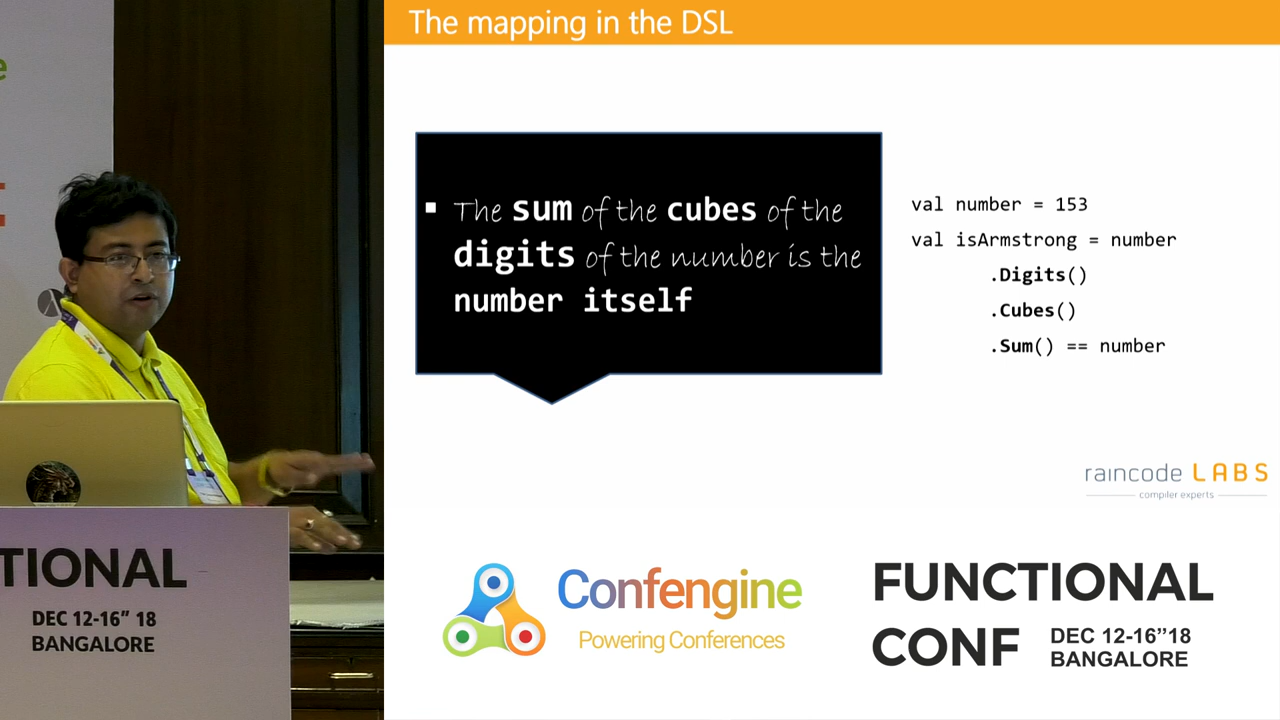 The mapping in the DSL
The sum of the cubes of the
digits of the number is the
number itself
val number = 153
val isArmstrong = number
.Digits()
.Cubes()
.Sum() == number
raincode LABS
compiler experts
TIONAL
DEC 12-16" 18
BANGALORE
Confengine
Powering Conferences
FUNCTIONAL
CONF
DEC 12-16"18
BANGALORE